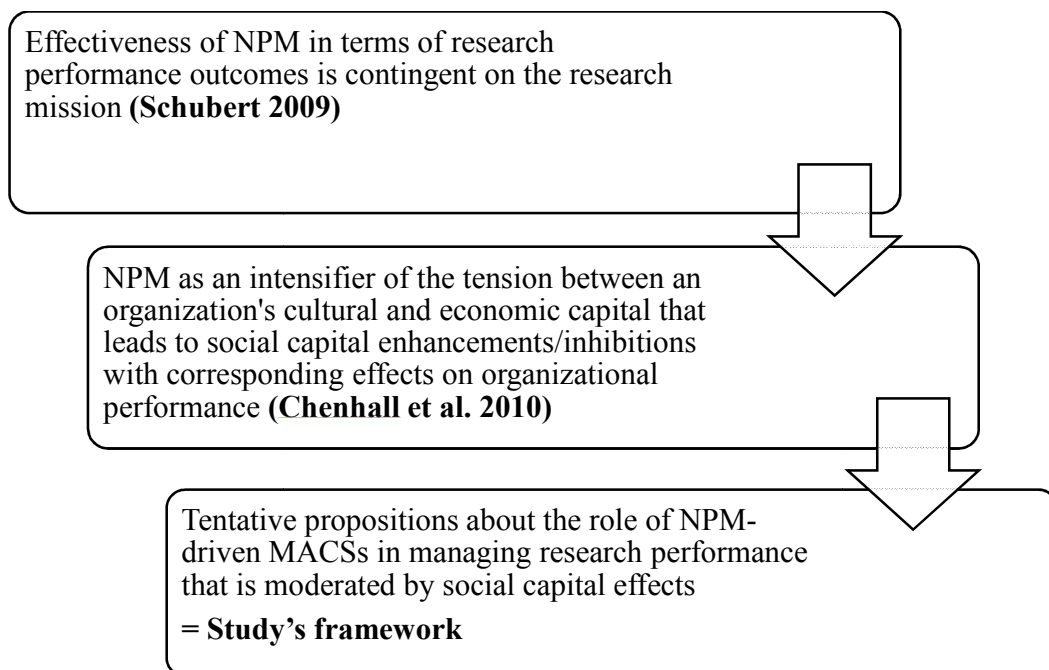 Effectiveness of NPM in terms of research
performance outcomes is contingent on the research
mission (Schubert 2009)
NPM as an intensifier of the tension between an
organization's cultural and economic capital that
leads to social capital enhancements/inhibitions
with corresponding effects on organizational
performance (Chenhall et al. 2010)
Tentative propositions about the role of NPM-
driven MACSs in managing research performance
that is moderated by social capital effects
= Study’s framework